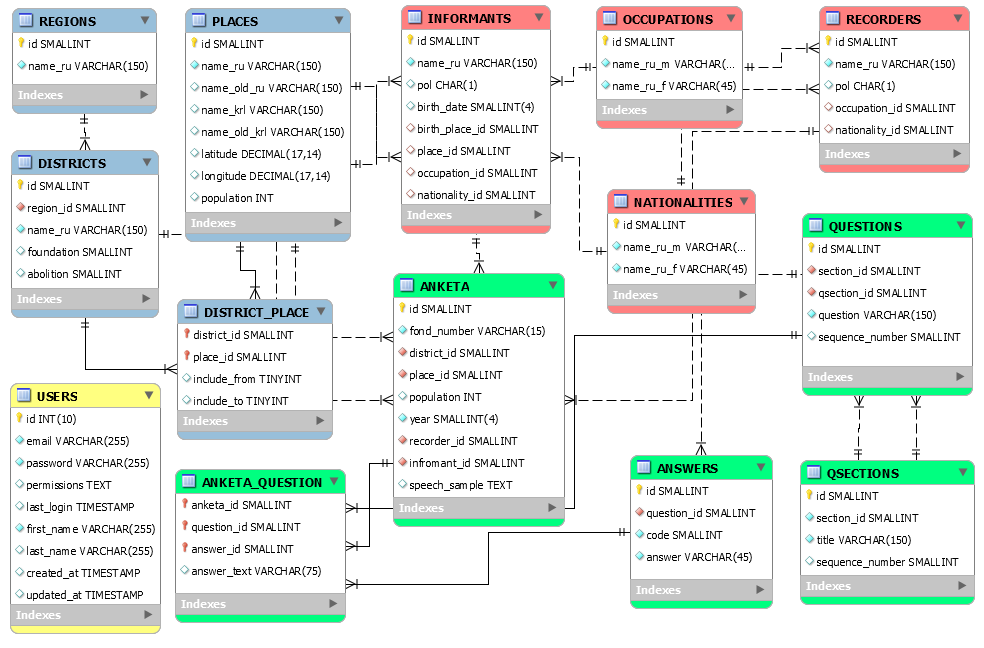 REGIONS
id SMALLINT
name_ru VARCHAR(150)
Indexes
PLACES
id SMALLINT
name_ru VARCHAR(150)
name_old_ru VARCHAR(150)
name_krl VARCHAR(150)
name_old_krl VARCHAR(150)
latitude DECIMAL(17,14)
longitude DECIMAL(17,14)
population INT
Indexes
INFORMANTS
id SMALLINT
name_ru VARCHAR(150)
pol CHAR(1)
birth_date SMALLINT(4)
birth_place_id SMALLINT
place_id SMALLINT
occupation_id SMALLINT
nationality_id SMALLINT
Indexes
OCCUPATIONS
id SMALLINT
name_ru_m VARCHAR(...
name_ru_f VARCHAR(45)
Indexes
RECORDERS
id SMALLINT
name_ru VARCHAR(150)
pol CHAR(1)
occupation_id SMALLINT
nationality_id SMALLINT
Indexes
DISTRICTS
id SMALLINT
region_id SMALLINT
name_ru VARCHAR(150)
foundation SMALLINT
abolition SMALLINT
Indexes
NATIONALITIES
id SMALLINT
name_ru_m VARCHAR(...
name_ru_f VARCHAR(45)
Indexes
QUESTIONS
id SMALLINT
section_id SMALLINT
qsection_id SMALLINT
question VARCHAR(150)
sequence_number SMALLINT
Indexes
DISTRICT_PLACE
district_id SMALLINT
place_id SMALLINT
include_from TINYINT
include_to TINYINT
Indexes
ANKETA
id SMALLINT
fond_number VARCHAR(15)
district_id SMALLINT
place_id SMALLINT
population INT
year SMALLINT(4)
recorder_id SMALLINT
infromant_id SMALLINT
speech_sample TEXT
Indexes
USERS
id INT(10)
email VARCHAR(255)
password VARCHAR(255)
permissions TEXT
last_login TIMESTAMP
first_name VARCHAR(255)
last_name VARCHAR(255)
created_at TIMESTAMP
updated_at TIMESTAMP
Indexes
ANKETA_QUESTION
anketa_id SMALLINT
question_id SMALLINT
answer_id SMALLINT
answer_text VARCHAR(75)
Indexes
ANSWERS
id SMALLINT
question_id SMALLINT
code SMALLINT
answer VARCHAR(45)
Indexes
QSECTIONS
id SMALLINT
section_id SMALLINT
title VARCHAR(150)
sequence_number SMALLINT
Indexes